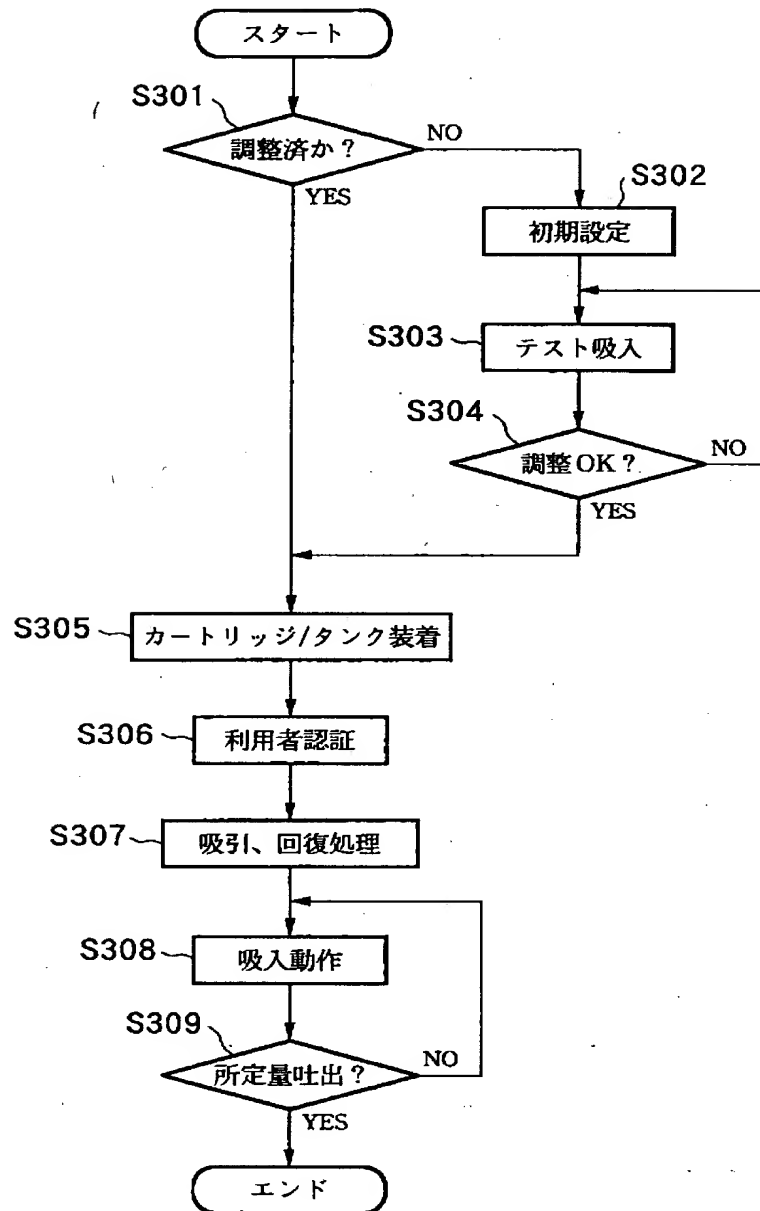 スタート
S301
調整済か？
NO
YES
S302
初期設定
S303
テスト吸入
S304
調整OK？
NO
YES
S305
カートリッジ/タンク装着
S306
利用者認証
S307
吸引、回復処理
S308
吸入動作
S309
所定量吐出？
NO
YES
エンド